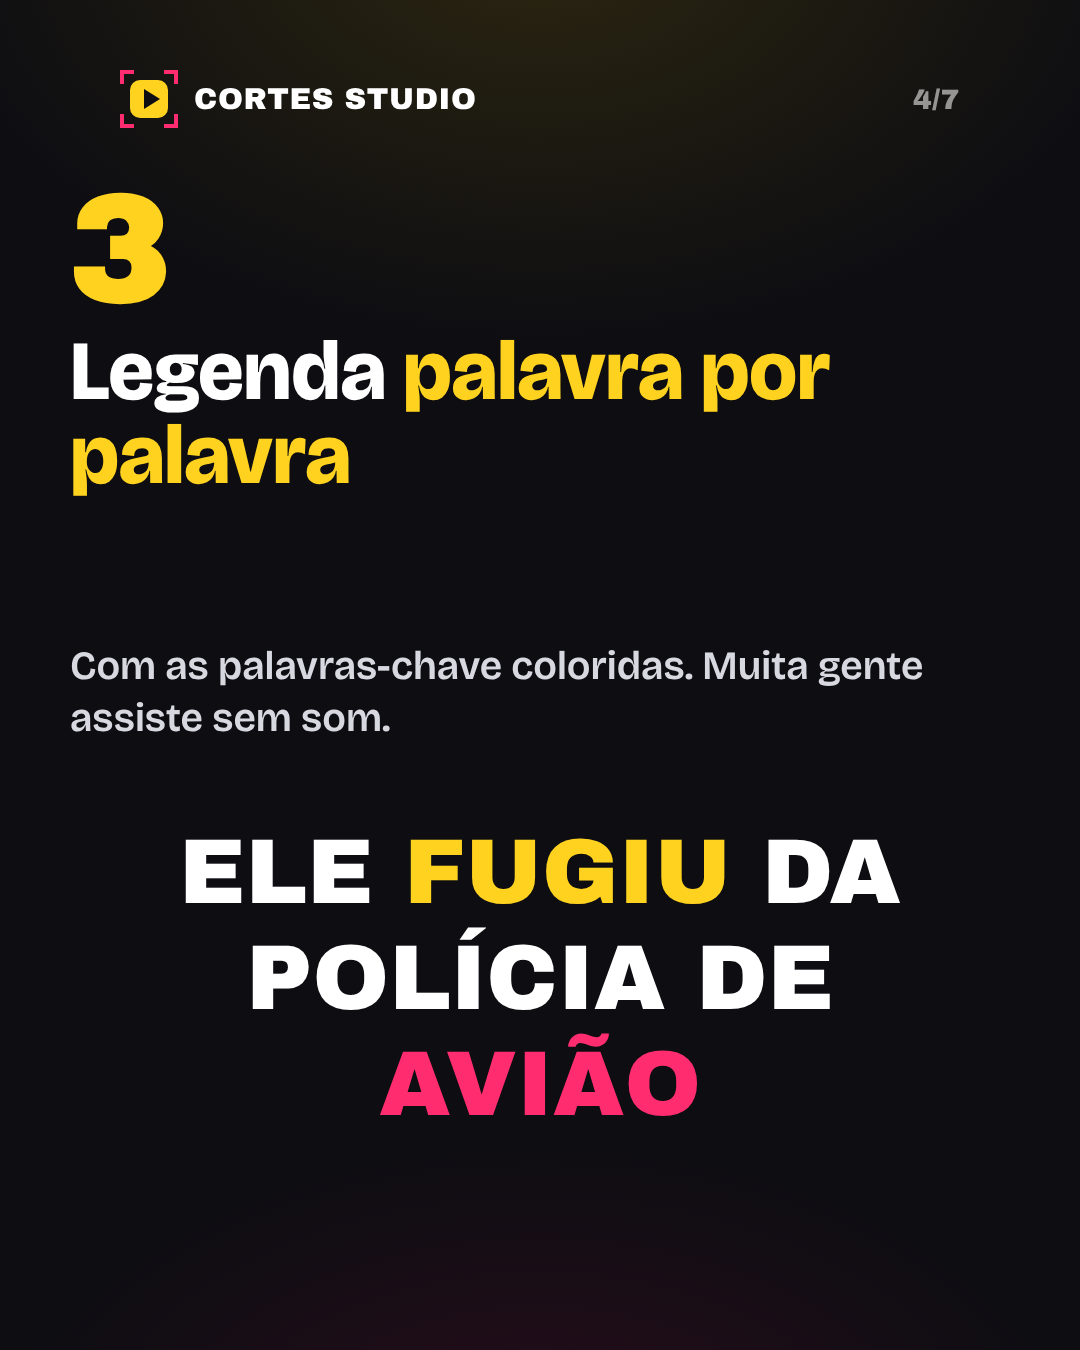 CORTES STUDIO
4/7
3
Legenda palavra por
palavra
Com as palavras-chave coloridas. Muita gente
assiste sem som.
ELE FUGIU DA
POLÍCIA DE
AVIÃO